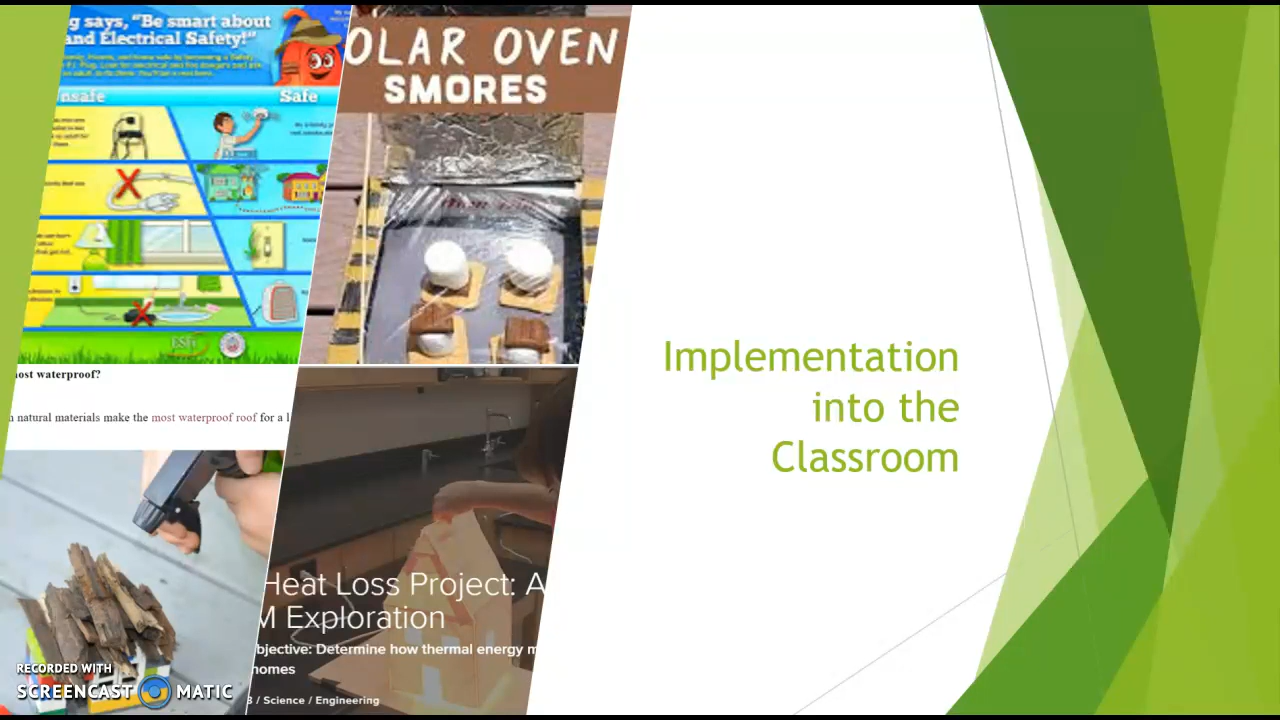 g says, "Be smart about
and Electrical Safety!"
nsafe
Safe
OLAR OVEN
SMORES
ost waterproof?
natural materials make the most waterproof roof for a l
Heat Loss Project: A
M Exploration
bjective: Determine how thermal energy m
homes
/ Science / Engineering
Implementation
into the
Classroom
RECORDED WITH
SCREENCAST MATIC